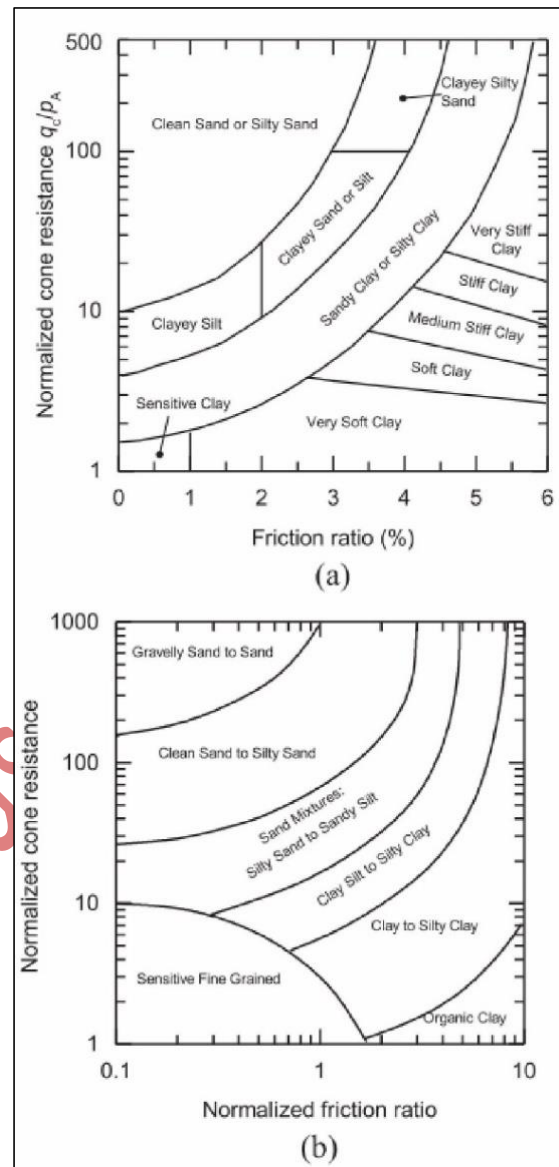 500
Clean Sand or Silty Sand
Clayey Silty
Sand
100
Clayey Sand or Silt
Sandy Clay or Silty Clay
Very Stiff
Clay
Stiff Clay
10
Clayey Silt
Medium Stiff Clay
Soft Clay
Sensitive Clay
Very Soft Clay
1
Normalized cone resistance qc/pA
0 1 2 3 4 5 6
Friction ratio (%)
(a)
1000
Gravelly Sand to Sand
Clean Sand to Silty Sand
100
Sand Mixtures:
Silty Sand to Sandy Silt
Clay Silt to Silty Clay
10
Clay to Silty Clay
Sensitive Fine Grained
Organic Clay
1
Normalized cone resistance
0.1 1 10
Normalized friction ratio
(b)